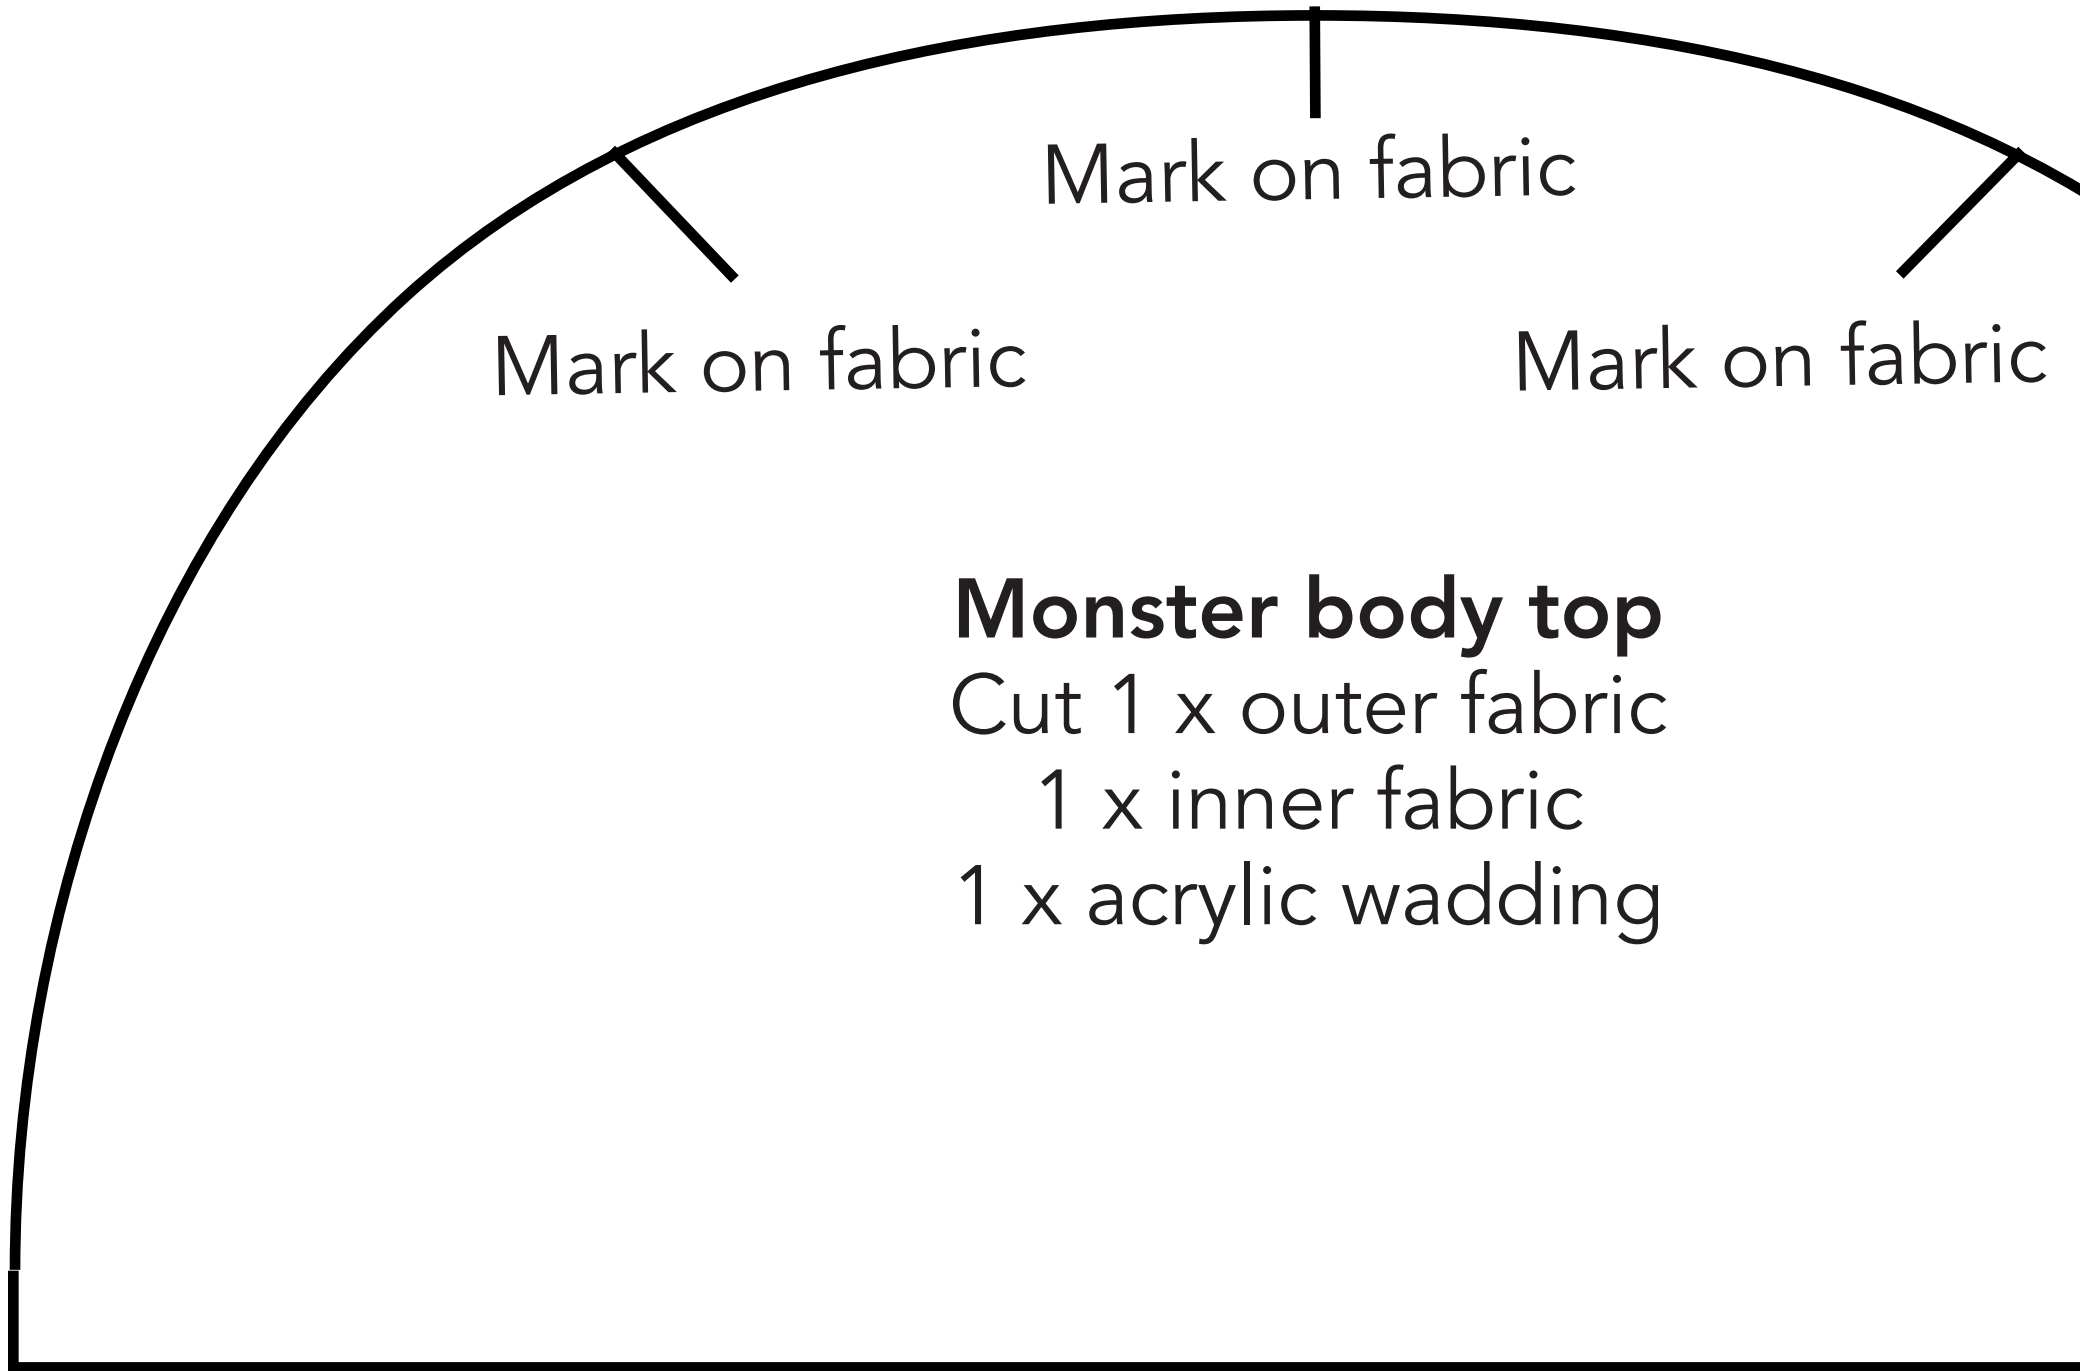 Mark on fabric
Mark on fabric
Mark on fabric
Monster body top
Cut 1 x outer fabric
1 x inner fabric
1 x acrylic wadding